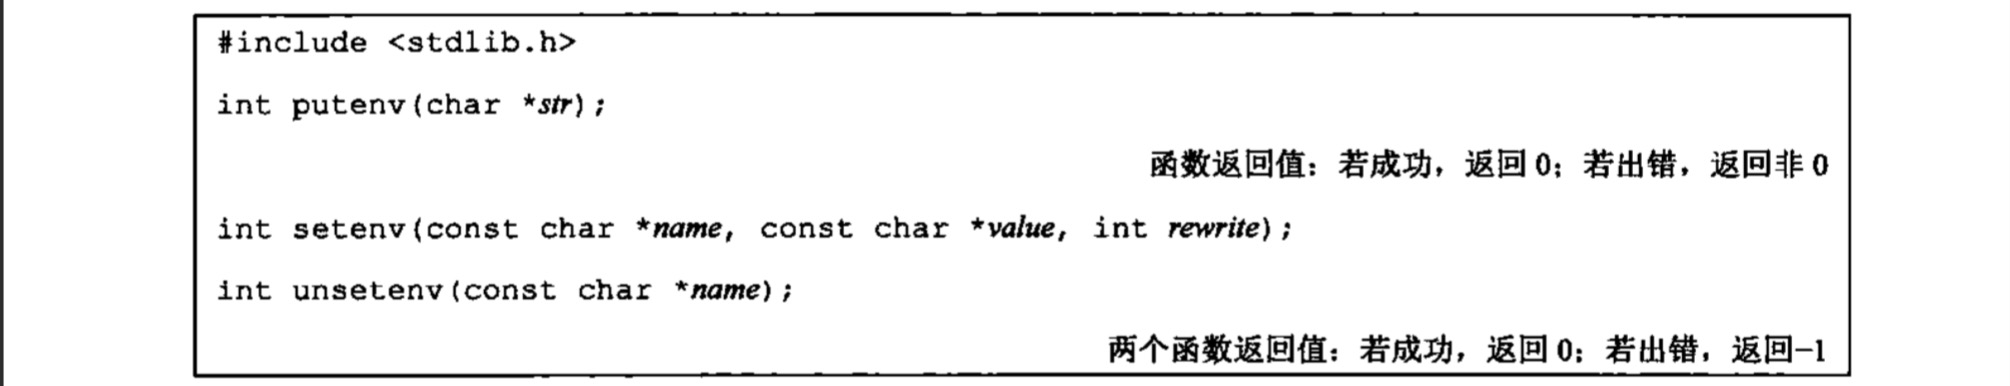 #include <stdlib.h>
int putenv(char *str);
函数返回值：若成功，返回 0；若出错，返回非 0
int setenv(const char *name, const char *value, int rewrite);
int unsetenv(const char *name);
两个函数返回值：若成功，返回 0；若出错，返回−1